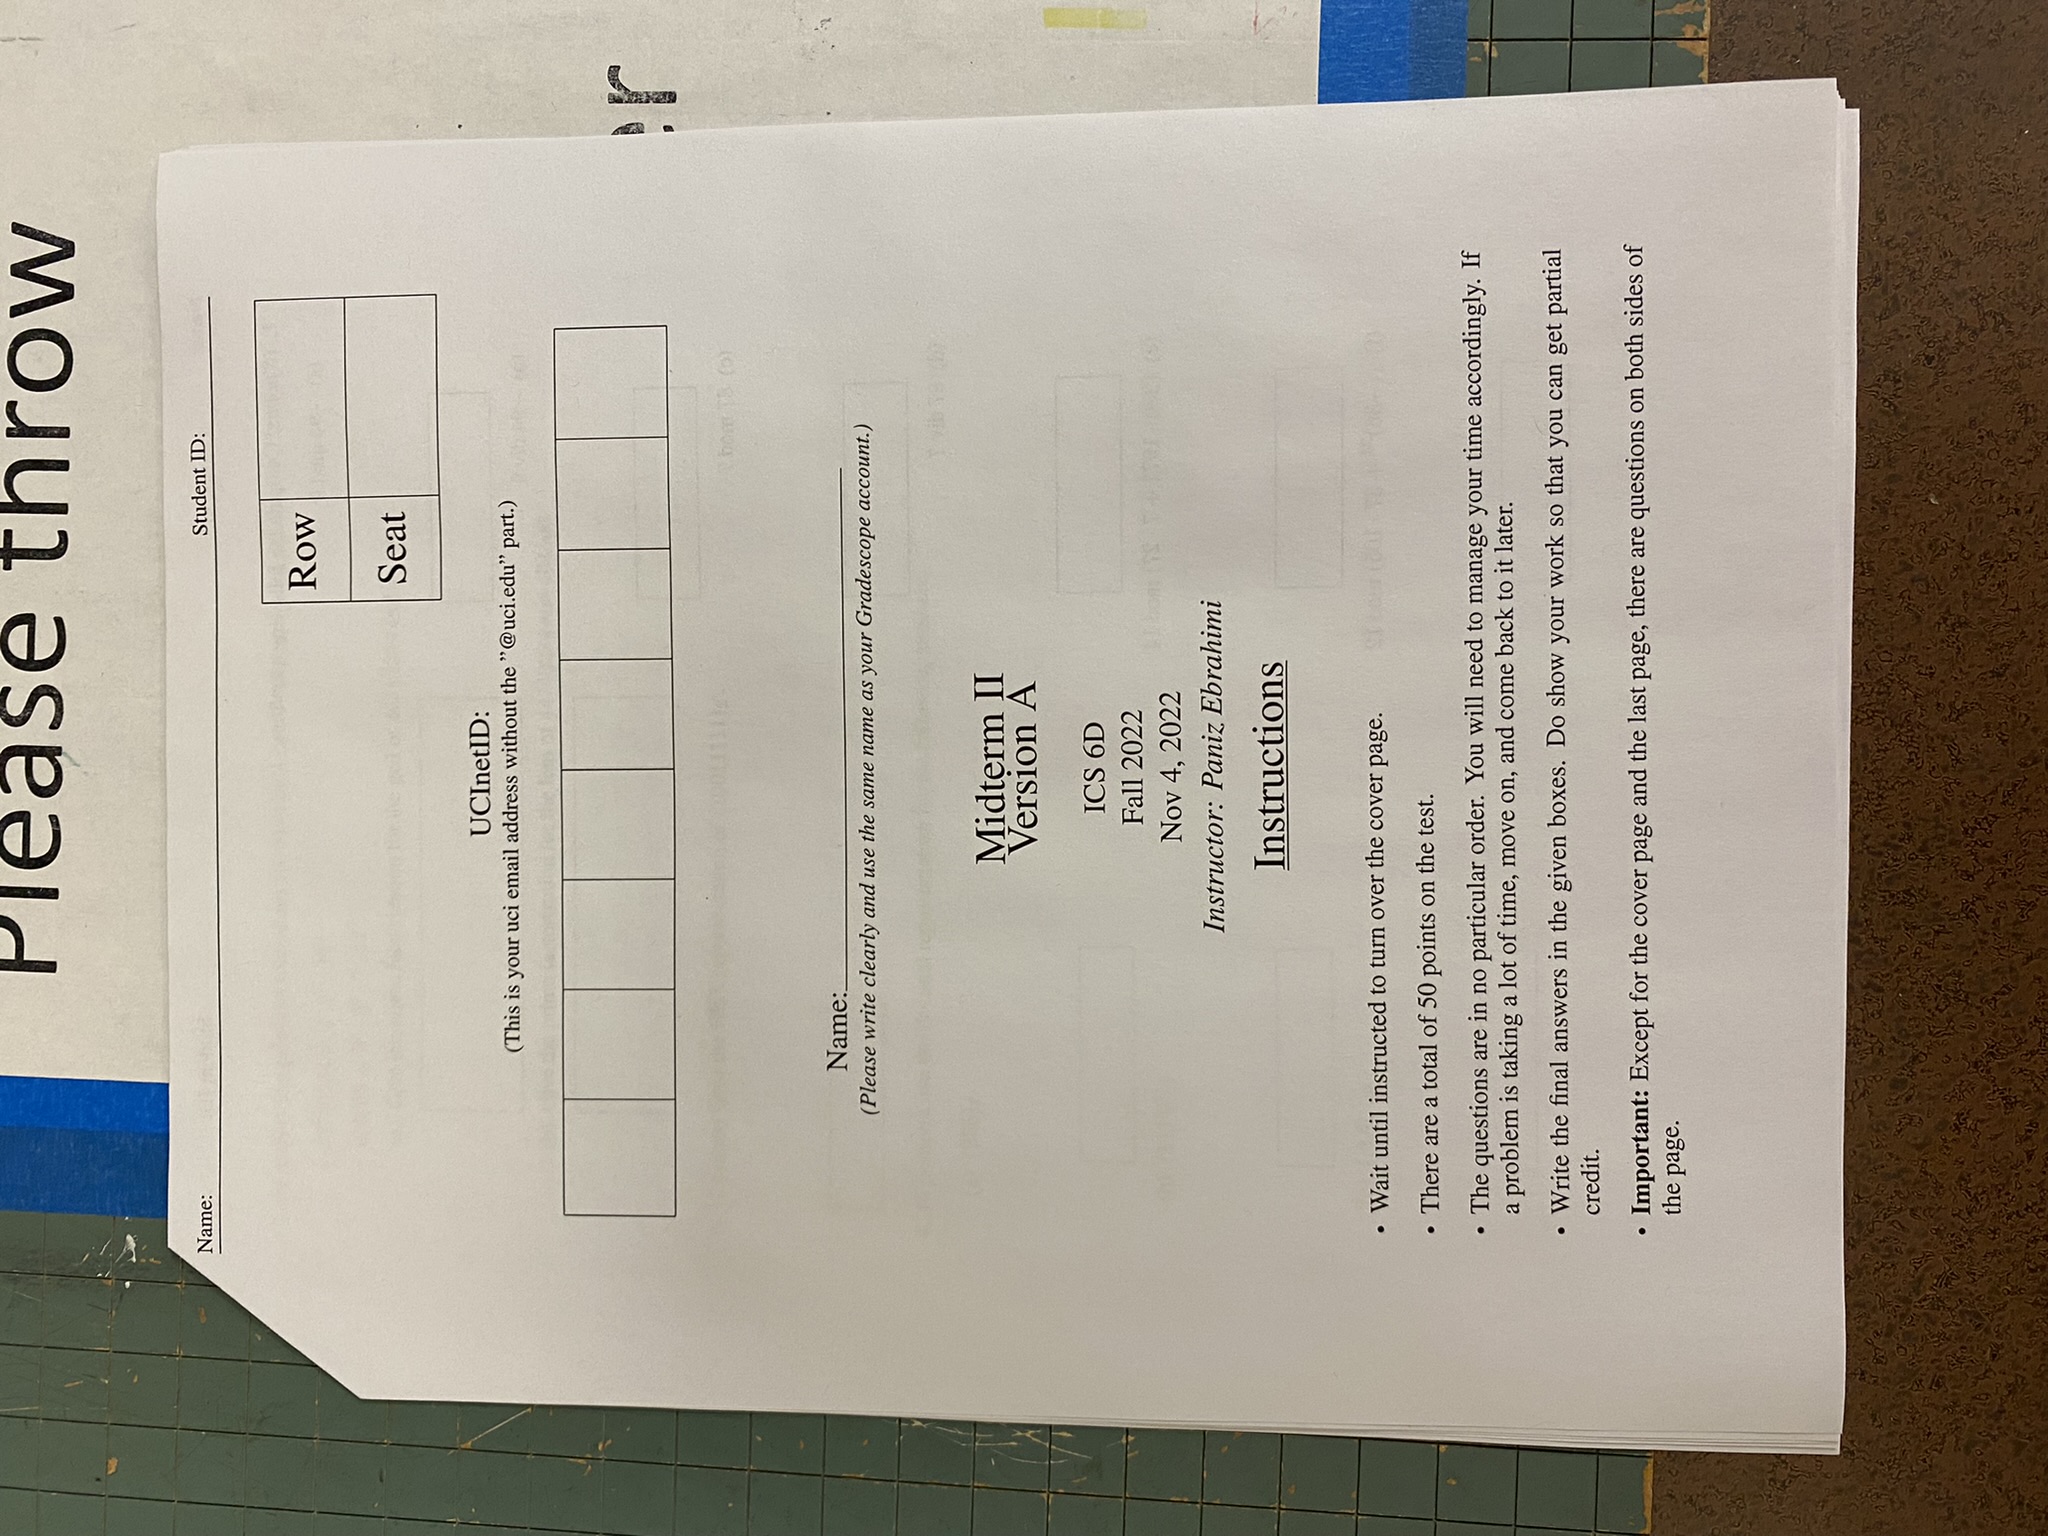 Please throw
Name: Student ID:
Row
Seat
UCInetID:
(This is your uci email address without the ”@uci.edu” part.)
er
(c) 87 mod 7
Name:
(Please write clearly and use the same name as your Gradescope account.)
(d) 87 div 7
Midterm II
Version A
ICS 6D
Fall 2022
Nov 4, 2022
Instructor: Paniz Ebrahimi
Instructions
• Wait until instructed to turn over the cover page.
• There are a total of 50 points on the test.
• The questions are in no particular order. You will need to manage your time accordingly. If
a problem is taking a lot of time, move on, and come back to it later.
• Write the final answers in the given boxes. Do show your work so that you can get partial
credit.
• Important: Except for the cover page and the last page, there are questions on both sides of
the page.